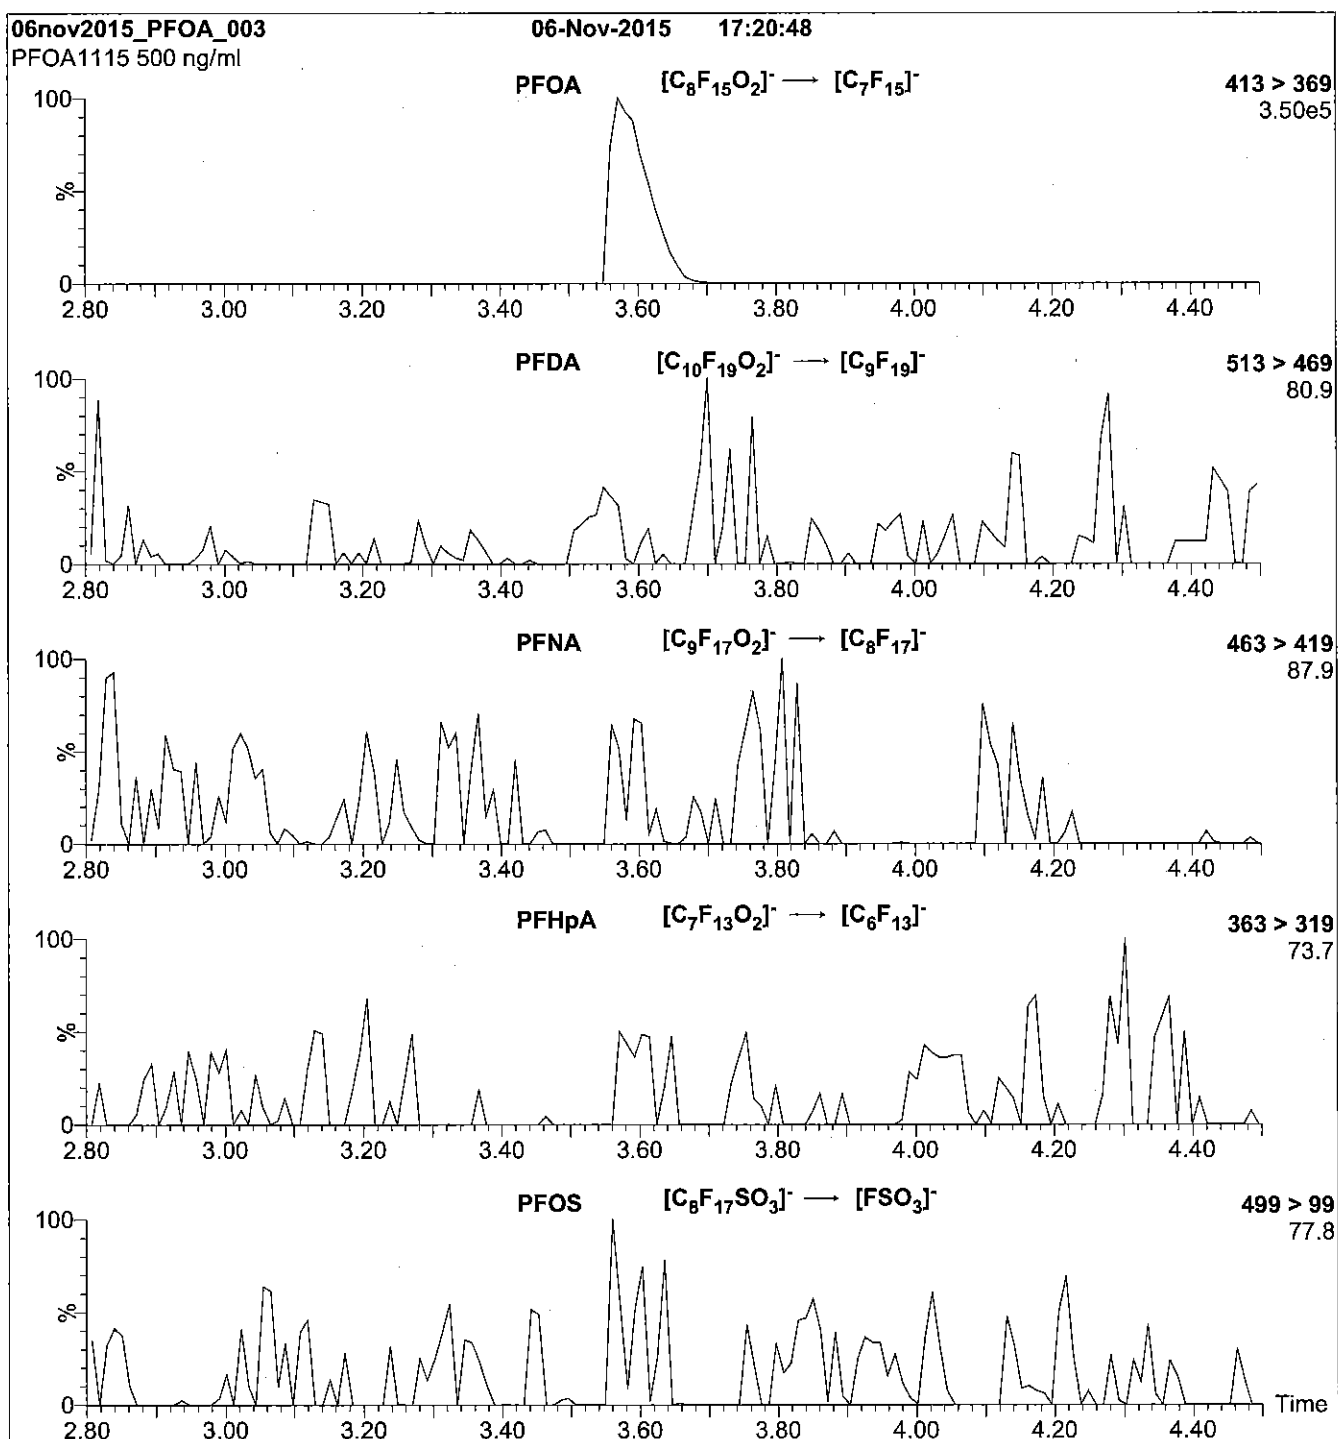 06nov2015_PFOA_003 06-Nov-2015 17:20:48
PFOA1115 500 ng/ml
PFOA [C8F15O2]- → [C7F15]- 413 > 369
3.50e5
100
%
0
2.80 3.00 3.20 3.40 3.60 3.80 4.00 4.20 4.40
PFDA [C10F19O2]- → [C9F19]- 513 > 469
80.9
100
%
0
2.80 3.00 3.20 3.40 3.60 3.80 4.00 4.20 4.40
PFNA [C9F17O2]- → [C8F17]- 463 > 419
87.9
100
%
0
2.80 3.00 3.20 3.40 3.60 3.80 4.00 4.20 4.40
PFHpA [C7F13O2]- → [C6F13]- 363 > 319
73.7
100
%
0
2.80 3.00 3.20 3.40 3.60 3.80 4.00 4.20 4.40
PFOS [C8F17SO3]- → [FSO3]- 499 > 99
77.8
100
%
0 Time
2.80 3.00 3.20 3.40 3.60 3.80 4.00 4.20 4.40